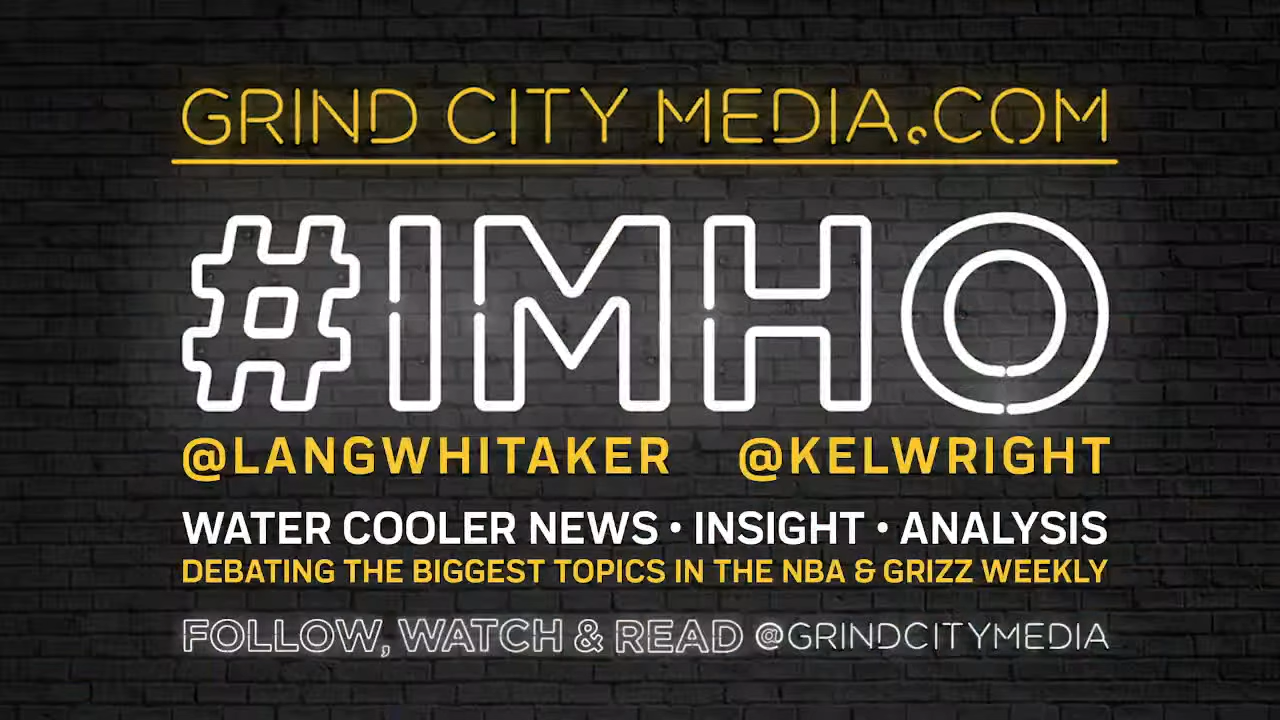 GRIND CITY MEDIA.COM
#IMHO
@LANGWHITAKER @KELWRIGHT
WATER COOLER NEWS • INSIGHT • ANALYSIS
DEBATING THE BIGGEST TOPICS IN THE NBA & GRIZZ WEEKLY
FOLLOW, WATCH & READ @GRINDCITYMEDIA